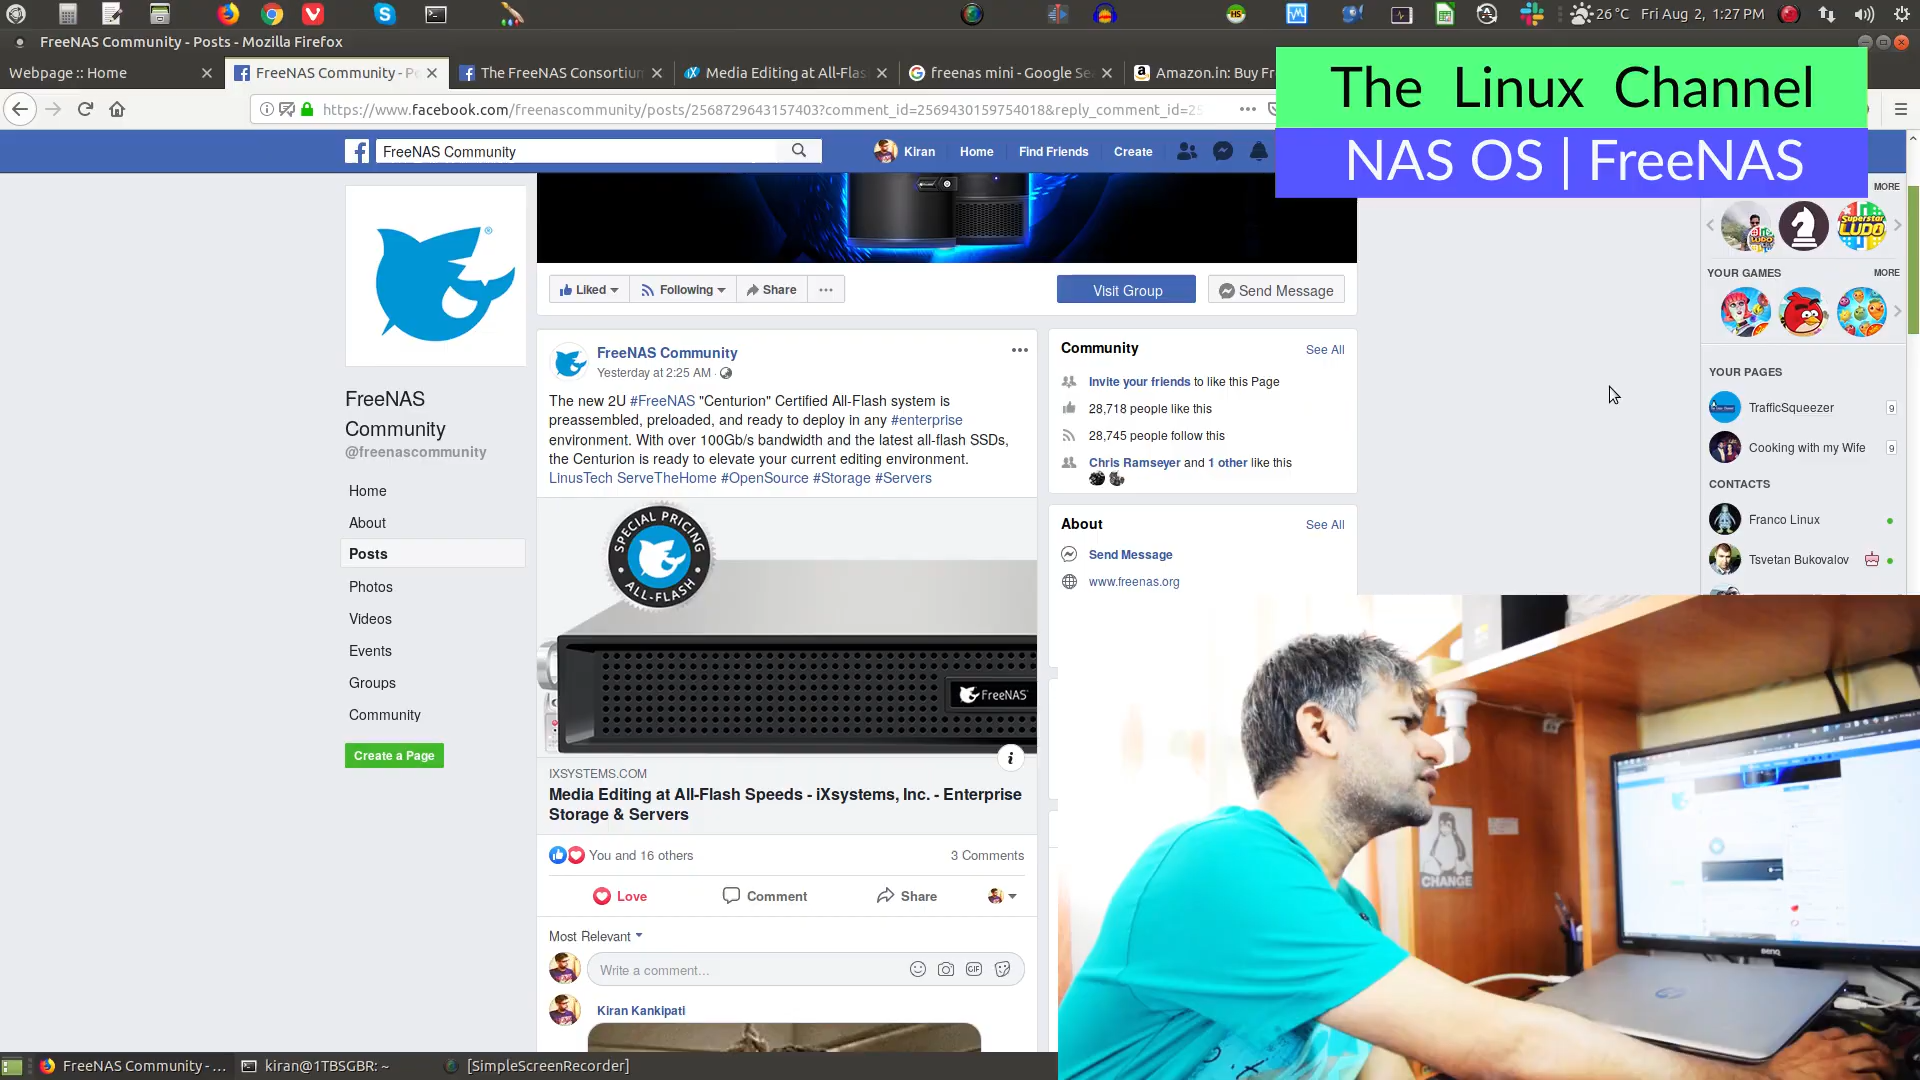 26°C Fri Aug 2, 1:27 PM
FreeNAS Community - Posts - Mozilla Firefox
Webpage :: Home
FreeNAS Community - P
The FreeNAS Consortiu
Media Editing at All-Flas
freenas mini - Google Se
Amazon.in: Buy Fr
https://www.facebook.com/freenascommunity/posts/2568729643157403?comment_id=2569430159754018&reply_comment_id=25
The Linux Channel
NAS OS | FreeNAS
FreeNAS Community
Kiran
Home
Find Friends
Create
MORE
Superstar LUDO
YOUR GAMES
MORE
Liked
Following
Share
Visit Group
Send Message
FreeNAS
Community
@freenascommunity
Home
About
Posts
Photos
Videos
Events
Groups
Community
Create a Page
FreeNAS Community
Yesterday at 2:25 AM ·
The new 2U #FreeNAS "Centurion" Certified All-Flash system is
preassembled, preloaded, and ready to deploy in any #enterprise
environment. With over 100Gb/s bandwidth and the latest all-flash SSDs,
the Centurion is ready to elevate your current editing environment.
LinusTech ServeTheHome #OpenSource #Storage #Servers
SPECIAL PRICING
ALL-FLASH
FreeNAS
IXSYSTEMS.COM
Media Editing at All-Flash Speeds - iXsystems, Inc. - Enterprise
Storage & Servers
You and 16 others
3 Comments
Love
Comment
Share
Most Relevant
Write a comment...
GIF
Kiran Kankipati
Community
See All
Invite your friends to like this Page
28,718 people like this
28,745 people follow this
Chris Ramseyer and 1 other like this
About
See All
Send Message
www.freenas.org
YOUR PAGES
TrafficSqueezer 9
Cooking with my Wife 9
CONTACTS
Franco Linux
Tsvetan Bukovalov
CHANGE
BenQ
FreeNAS Community - ...
kiran@1TBSGBR: ~
[SimpleScreenRecorder]